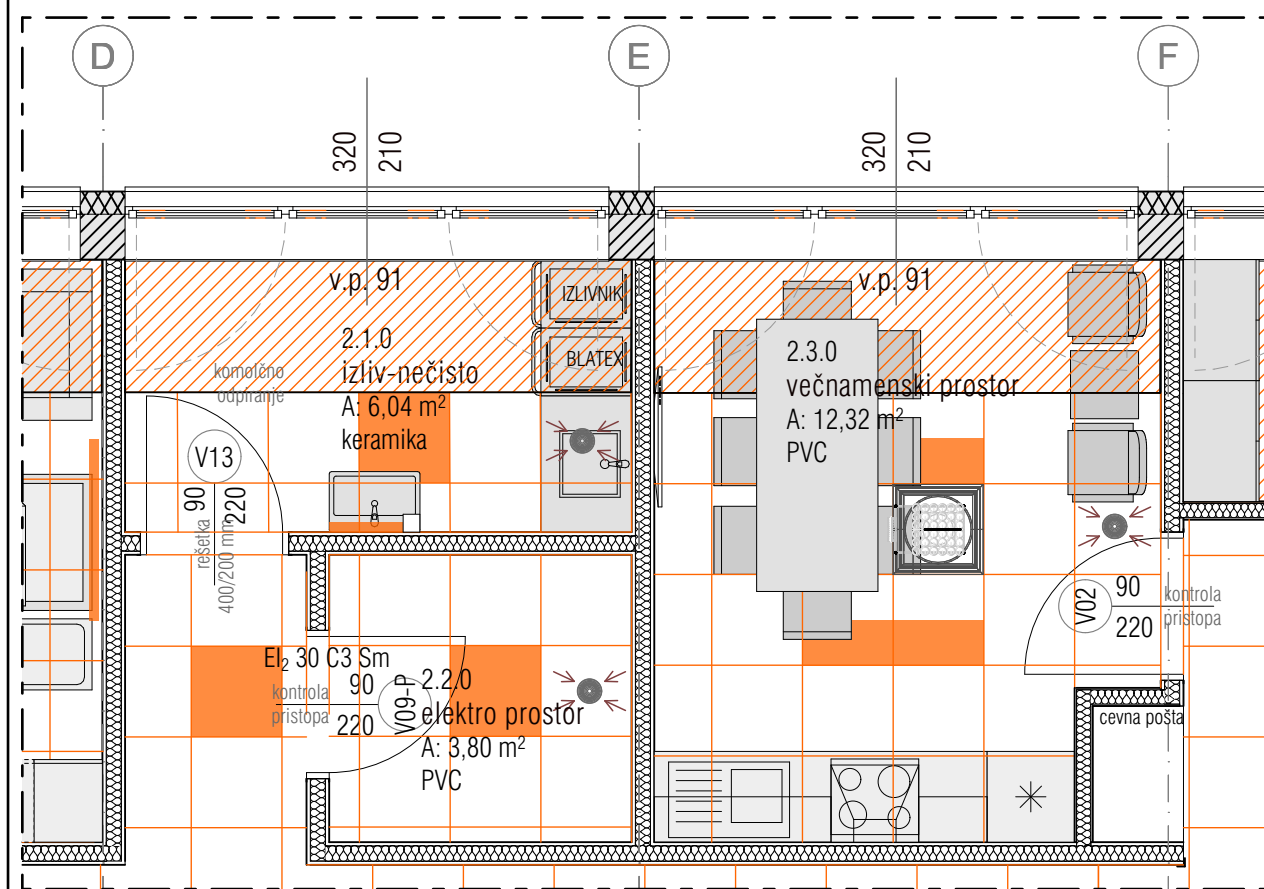 D
E
F
320
210
320
210
v.p. 91
IZLIVNIK
BLATEX
2.1.0
izliv-nečisto
A: 6,04 m²
keramika
komolčno
odpiranje
V13
90
220
rešetka
400/200 mm
v.p. 91
2.3.0
večnamenski prostor
A: 12,32 m²
PVC
V02
90
220
kontrola
pristopa
cevna pošta
EI₂ 30 C3 Sm
kontrola
pristopa
90
220
V09-P
2.2.0
elektro prostor
A: 3,80 m²
PVC